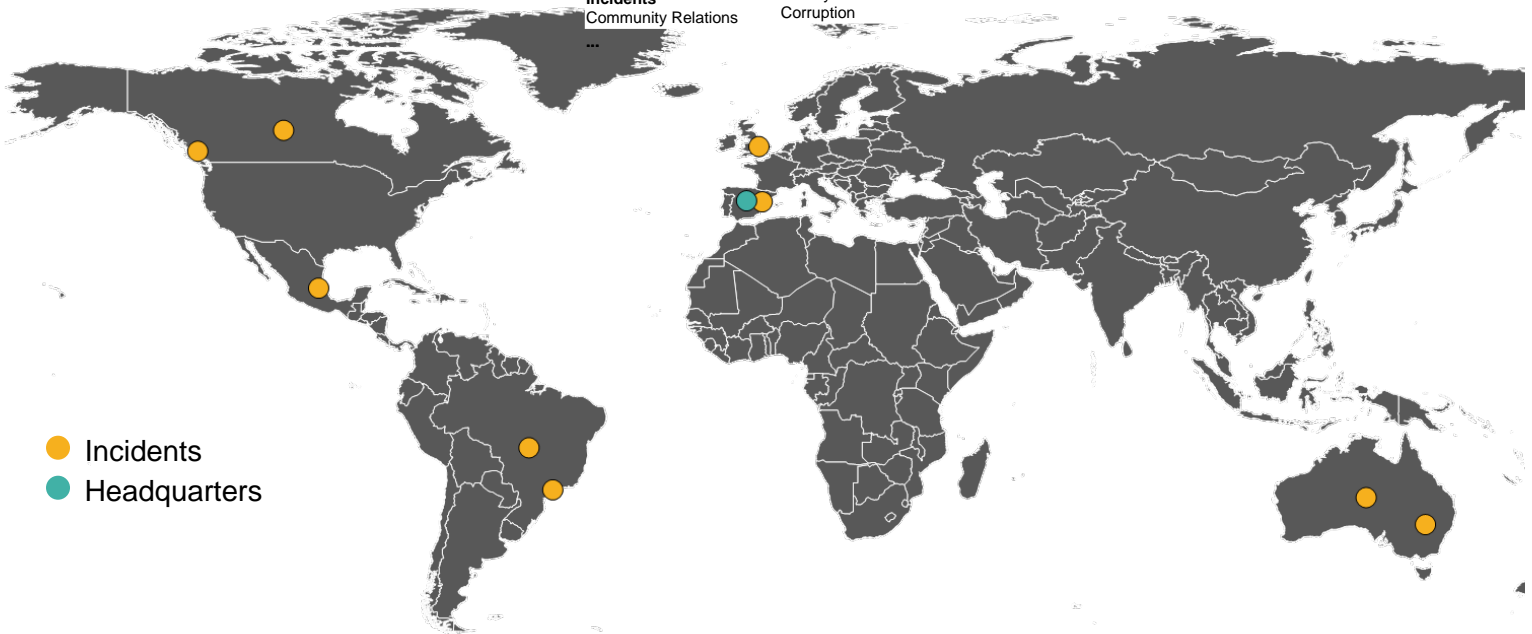 Incidents
Community Relations
...
Corruption
Incidents
Headquarters